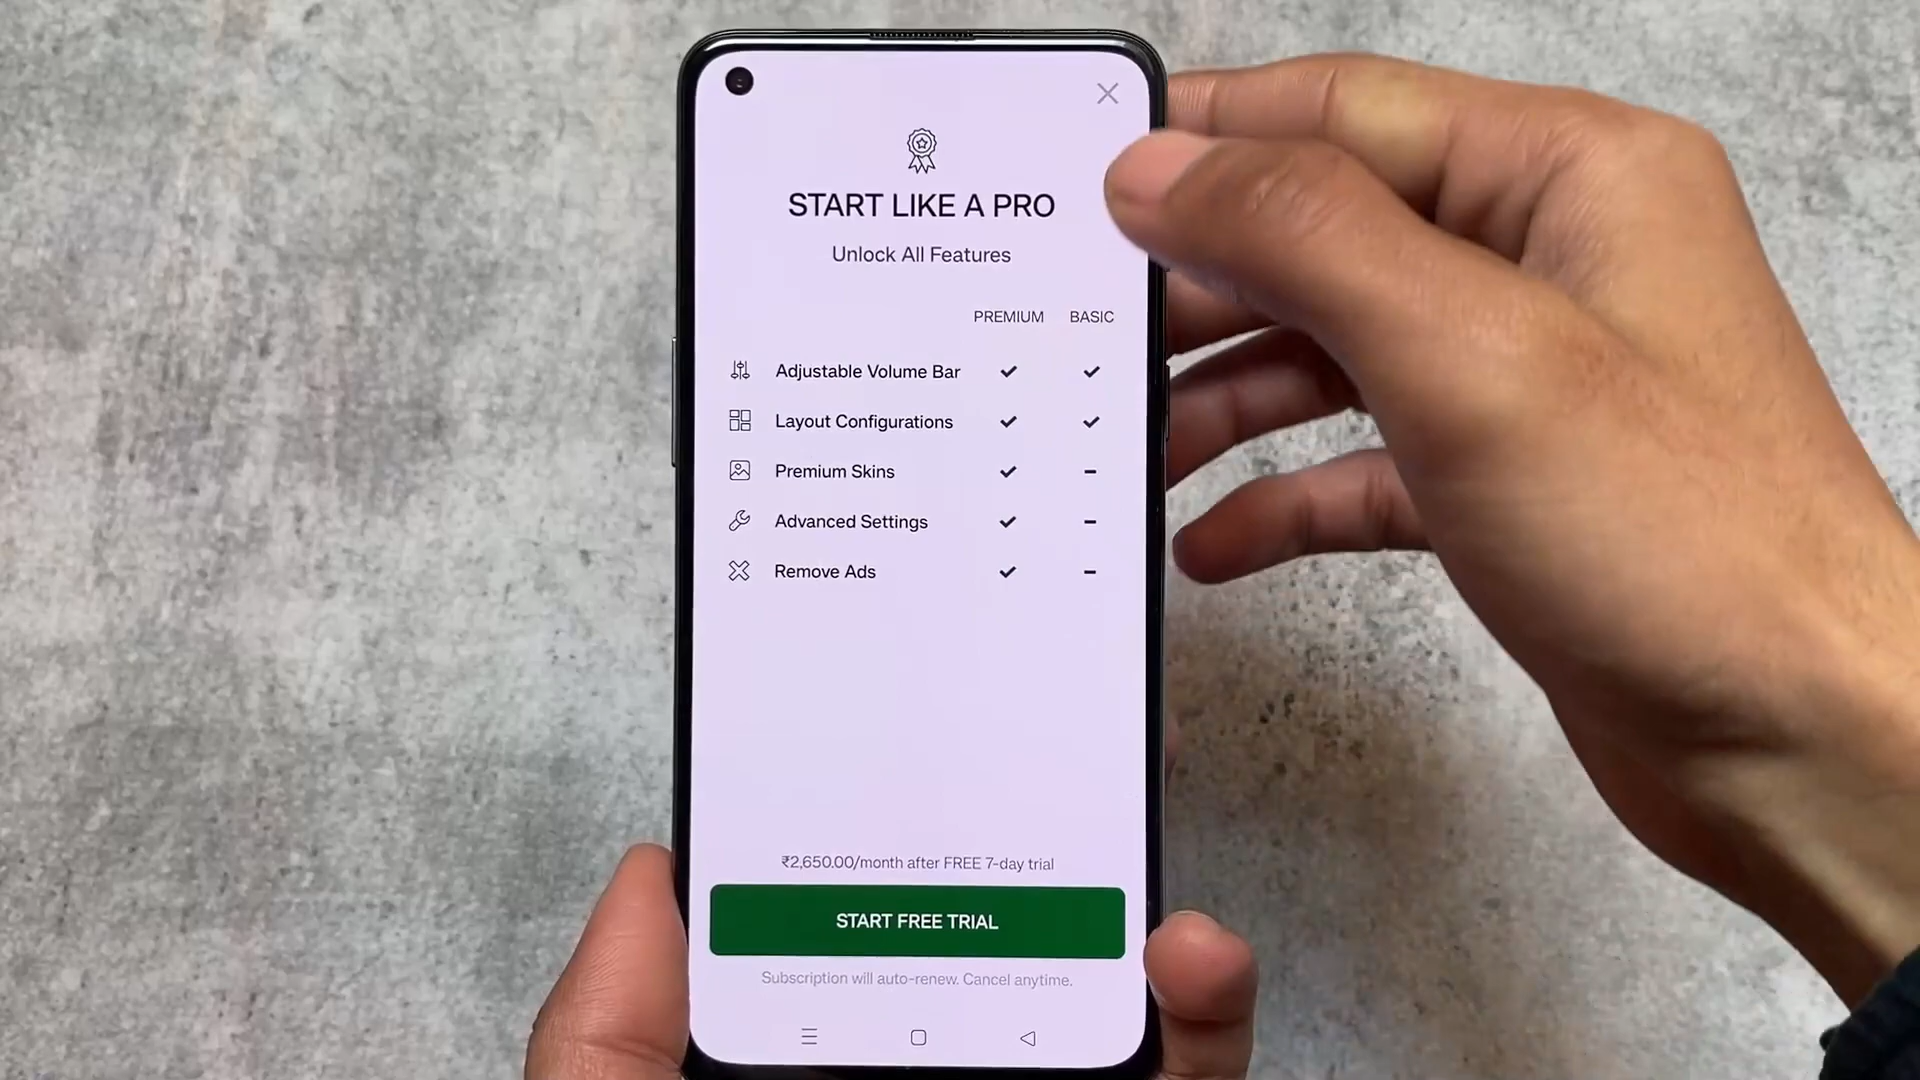 START LIKE A PRO
Unlock All Features
PREMIUM BASIC
Adjustable Volume Bar
Layout Configurations
Premium Skins
Advanced Settings
Remove Ads
₹2,650.00/month after FREE 7-day trial
START FREE TRIAL
Subscription will auto-renew. Cancel anytime.